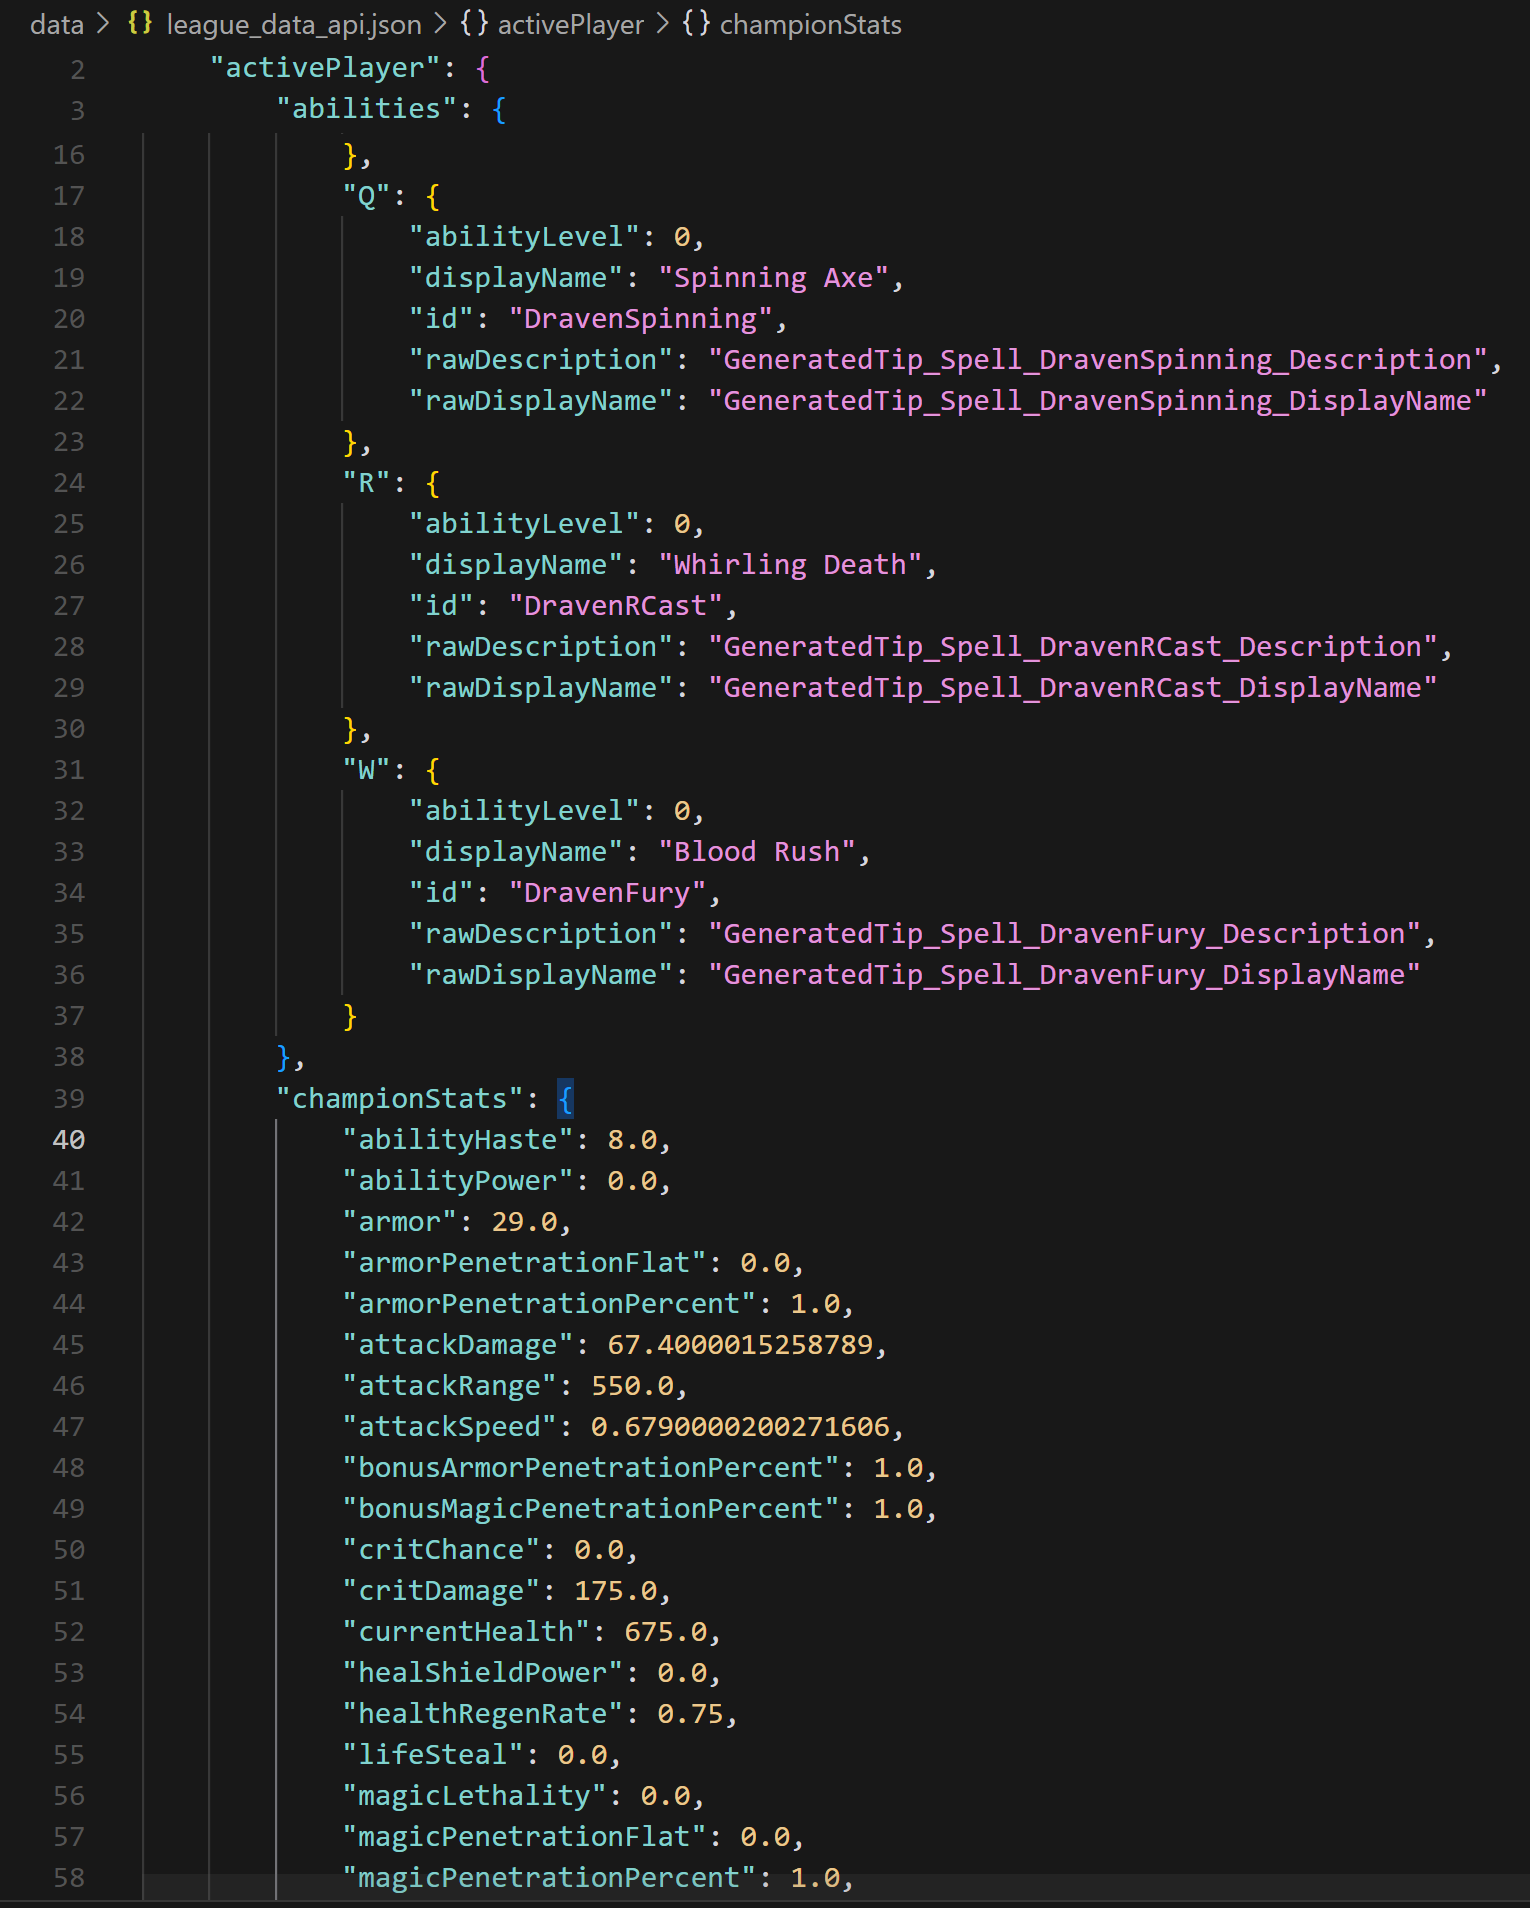 data > {} league_data_api.json > {} activePlayer > {} championStats
2 "activePlayer": {
3 "abilities": {
16 },
17 "Q": {
18 "abilityLevel": 0,
19 "displayName": "Spinning Axe",
20 "id": "DravenSpinning",
21 "rawDescription": "GeneratedTip_Spell_DravenSpinning_Description",
22 "rawDisplayName": "GeneratedTip_Spell_DravenSpinning_DisplayName"
23 },
24 "R": {
25 "abilityLevel": 0,
26 "displayName": "Whirling Death",
27 "id": "DravenRCast",
28 "rawDescription": "GeneratedTip_Spell_DravenRCast_Description",
29 "rawDisplayName": "GeneratedTip_Spell_DravenRCast_DisplayName"
30 },
31 "W": {
32 "abilityLevel": 0,
33 "displayName": "Blood Rush",
34 "id": "DravenFury",
35 "rawDescription": "GeneratedTip_Spell_DravenFury_Description",
36 "rawDisplayName": "GeneratedTip_Spell_DravenFury_DisplayName"
37 }
38 },
39 "championStats": {
40 "abilityHaste": 8.0,
41 "abilityPower": 0.0,
42 "armor": 29.0,
43 "armorPenetrationFlat": 0.0,
44 "armorPenetrationPercent": 1.0,
45 "attackDamage": 67.4000015258789,
46 "attackRange": 550.0,
47 "attackSpeed": 0.6790000200271606,
48 "bonusArmorPenetrationPercent": 1.0,
49 "bonusMagicPenetrationPercent": 1.0,
50 "critChance": 0.0,
51 "critDamage": 175.0,
52 "currentHealth": 675.0,
53 "healShieldPower": 0.0,
54 "healthRegenRate": 0.75,
55 "lifeSteal": 0.0,
56 "magicLethality": 0.0,
57 "magicPenetrationFlat": 0.0,
58 "magicPenetrationPercent": 1.0,